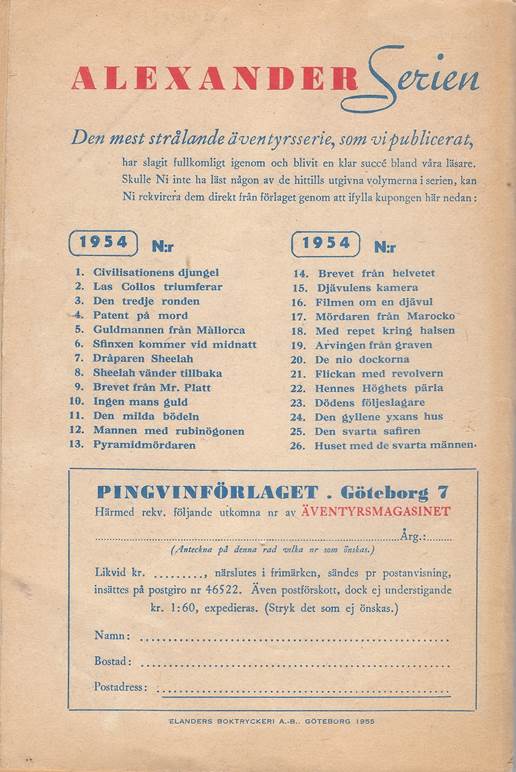 ALEXANDER Serien
Den mest strålande äventyrsserie, som vi publicerat,
har slagit fullkomligt igenom och blivit en klar succé bland våra läsare.
Skulle Ni inte ha läst någon av de hittills utgivna volymerna i serien, kan
Ni rekvirera dem direkt från förlaget genom att ifylla kupongen här nedan:
1954 N:r
1. Civilisationens djungel
2. Las Collos triumferar
3. Den tredje ronden
4. Patent på mord
5. Guldmannen från Mallorca
6. Sfinxen kommer vid midnatt
7. Dråparen Sheelah
8. Sheelah vänder tillbaka
9. Brevet från Mr. Platt
10. Ingen mans guld
11. Den milda bödeln
12. Mannen med rubinögonen
13. Pyramidmördaren
1954 N:r
14. Brevet från helvetet
15. Djävulens kamera
16. Filmen om en djävul
17. Mördaren från Marocko
18. Med repet kring halsen
19. Arvingen från graven
20. De nio dockorna
21. Flickan med revolvern
22. Hennes Höghets pärla
23. Dödens följeslagare
24. Den gyllene yxans hus
25. Den svarta safiren
26. Huset med de svarta männen.
PINGVINFÖRLAGET . Göteborg 7
Härmed rekv. följande utkomna nr av ÄVENTYRSMAGASINET
Årg.:
(Anteckna på denna rad vilka nr som önskas.)
Likvid kr. ........., närslutes i frimärken, sändes pr postanvisning,
insättes på postgiro nr 46522. Även postförskott, dock ej understigande
kr. 1:60, expedieras. (Stryk det som ej önskas.)
Namn:
Bostad:
Postadress:
ELANDERS BOKTRYCKERI A.-B., GÖTEBORG 1955